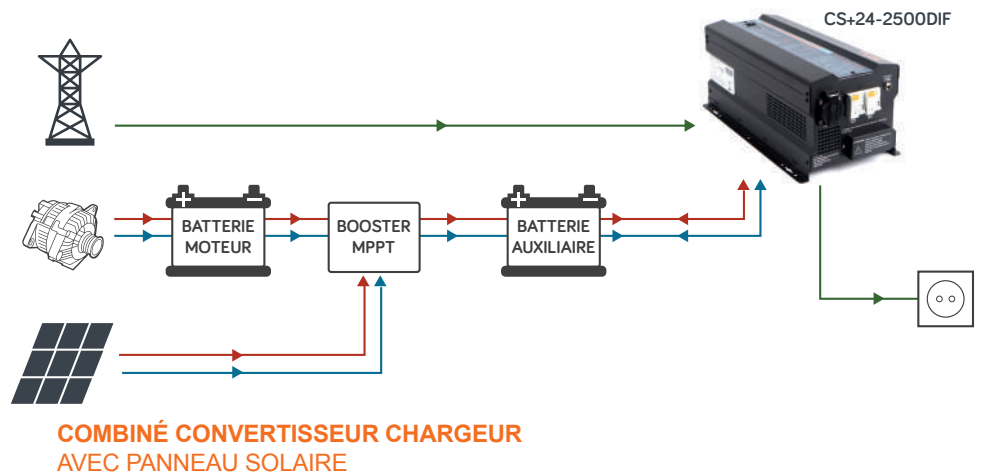 CS+24-2500DIF
BATTERIE
MOTEUR
BOOSTER
MPPT
BATTERIE
AUXILIAIRE
COMBINÉ CONVERTISSEUR CHARGEUR
AVEC PANNEAU SOLAIRE